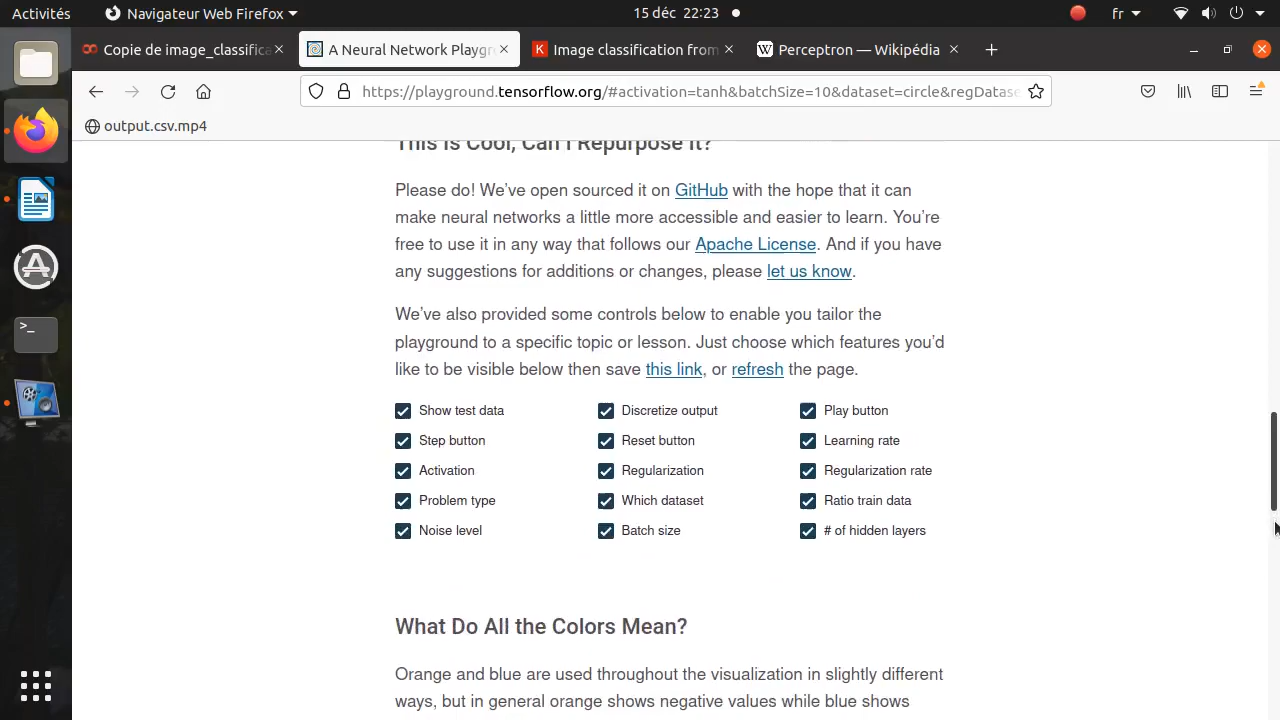 Activités
Navigateur Web Firefox
15 déc 22:23
fr
Copie de image_classifica
A Neural Network Playgr
K
Image classification from
W
Perceptron — Wikipédia
https://playground.tensorflow.org/#activation=tanh&batchSize=10&dataset=circle&regDatase
output.csv.mp4
This Is Cool, Can I Repurpose It?
Please do! We’ve open sourced it on GitHub with the hope that it can
make neural networks a little more accessible and easier to learn. You’re
free to use it in any way that follows our Apache License. And if you have
any suggestions for additions or changes, please let us know.
We’ve also provided some controls below to enable you tailor the
playground to a specific topic or lesson. Just choose which features you’d
like to be visible below then save this link, or refresh the page.
Show test data
Discretize output
Play button
Step button
Reset button
Learning rate
Activation
Regularization
Regularization rate
Problem type
Which dataset
Ratio train data
Noise level
Batch size
# of hidden layers
What Do All the Colors Mean?
Orange and blue are used throughout the visualization in slightly different
ways, but in general orange shows negative values while blue shows